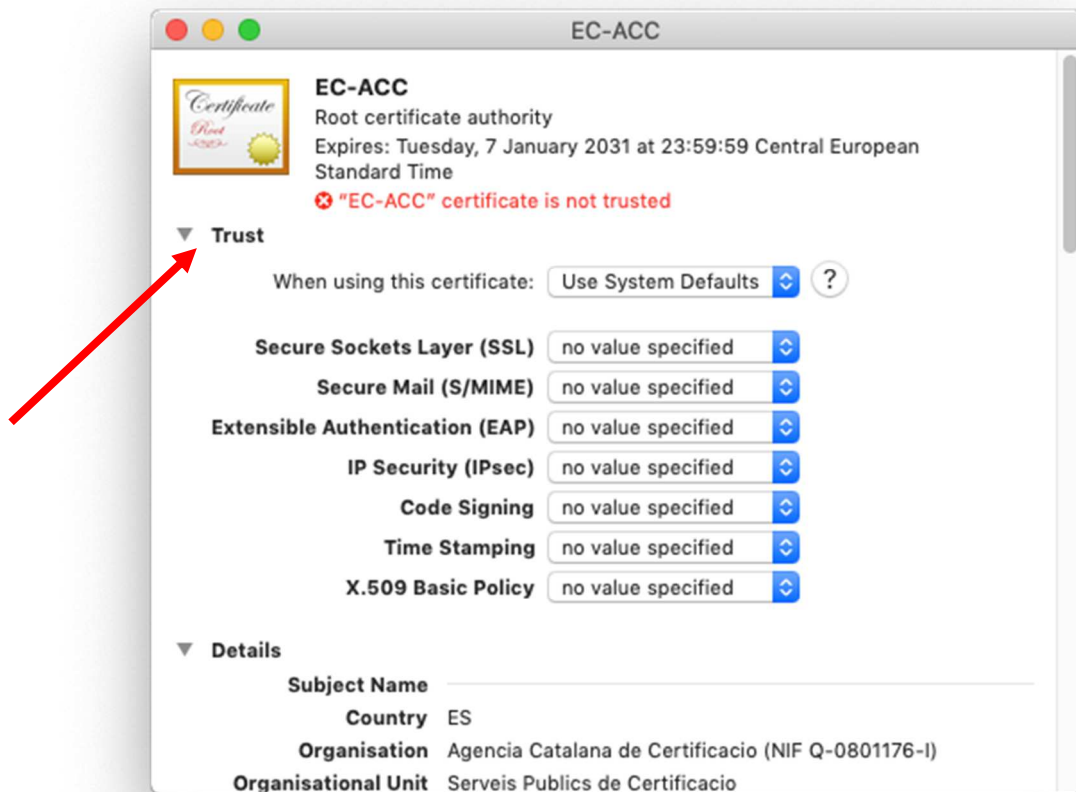 EC-ACC
Certificate
Root
EC-ACC
Root certificate authority
Expires: Tuesday, 7 January 2031 at 23:59:59 Central European
Standard Time
"EC-ACC" certificate is not trusted
Trust
When using this certificate: Use System Defaults ?
Secure Sockets Layer (SSL) no value specified
Secure Mail (S/MIME) no value specified
Extensible Authentication (EAP) no value specified
IP Security (IPsec) no value specified
Code Signing no value specified
Time Stamping no value specified
X.509 Basic Policy no value specified
Details
Subject Name
Country ES
Organisation Agencia Catalana de Certificacio (NIF Q-0801176-I)
Organisational Unit Serveis Publics de Certificacio